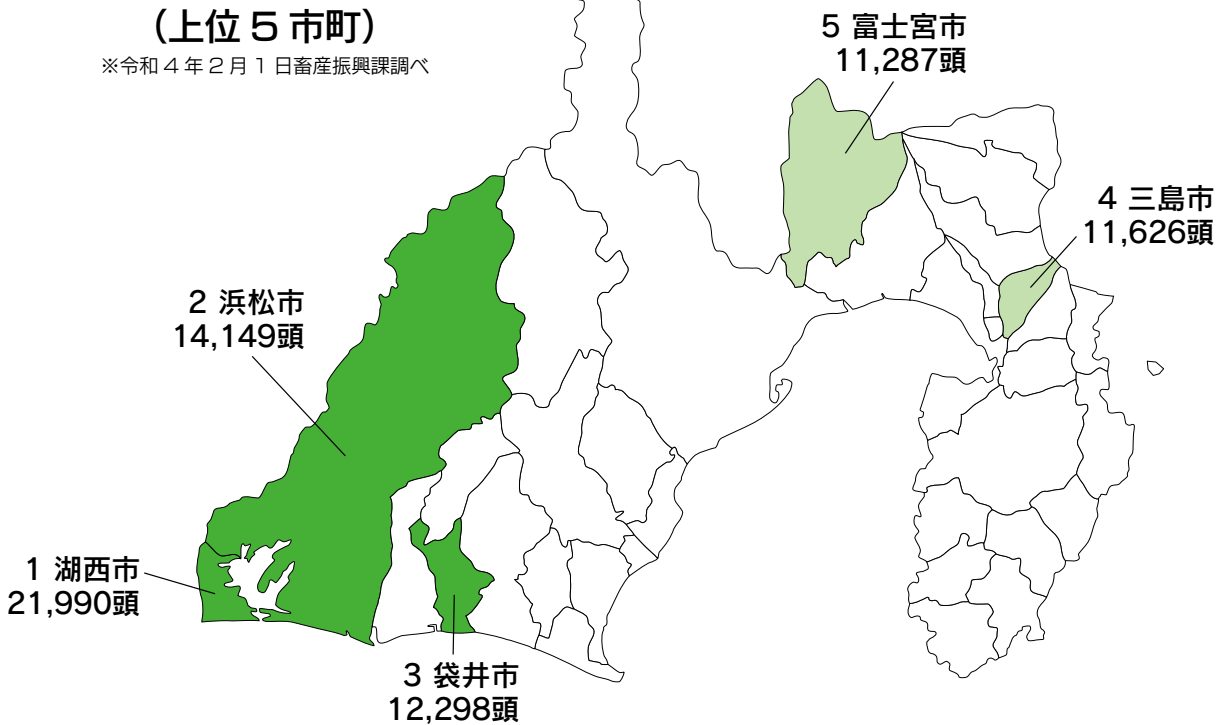 (上位5市町)
※令和4年2月1日畜産振興課調べ
5 富士宮市
11,287頭
4 三島市
11,626頭
2 浜松市
14,149頭
1 湖西市
21,990頭
3 袋井市
12,298頭